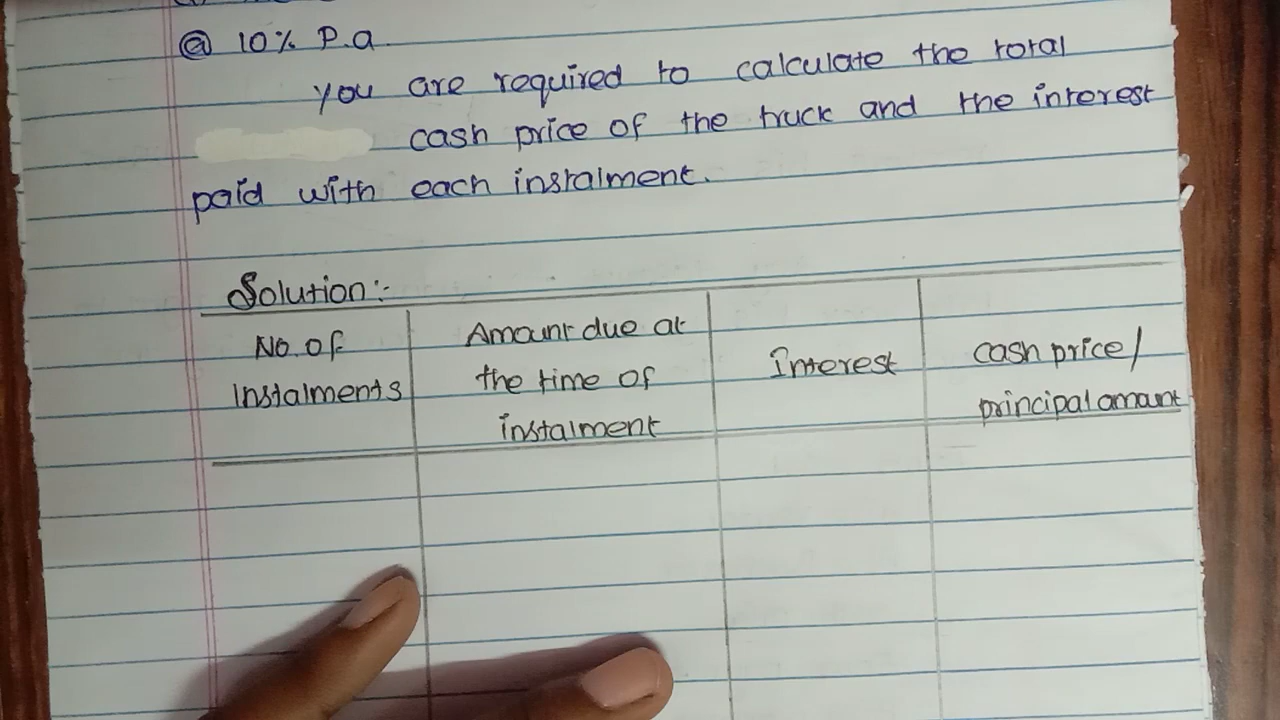 @ 10% P.a
you are required to calculate the total
cash price of the truck and the interest
paid with each instalment.
Solution:-
No. of Instalments
Amount due at the time of instalment
Interest
cash price/ principal amount